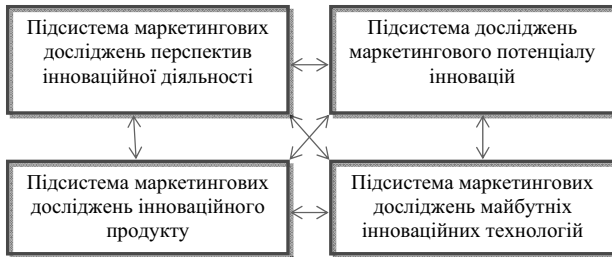 Підсистема маркетингових
досліджень перспектив
інноваційної діяльності
Підсистема досліджень
маркетингового потенціалу
інновацій
Підсистема маркетингових
досліджень інноваційного
продукту
Підсистема маркетингових
досліджень майбутніх
інноваційних технологій